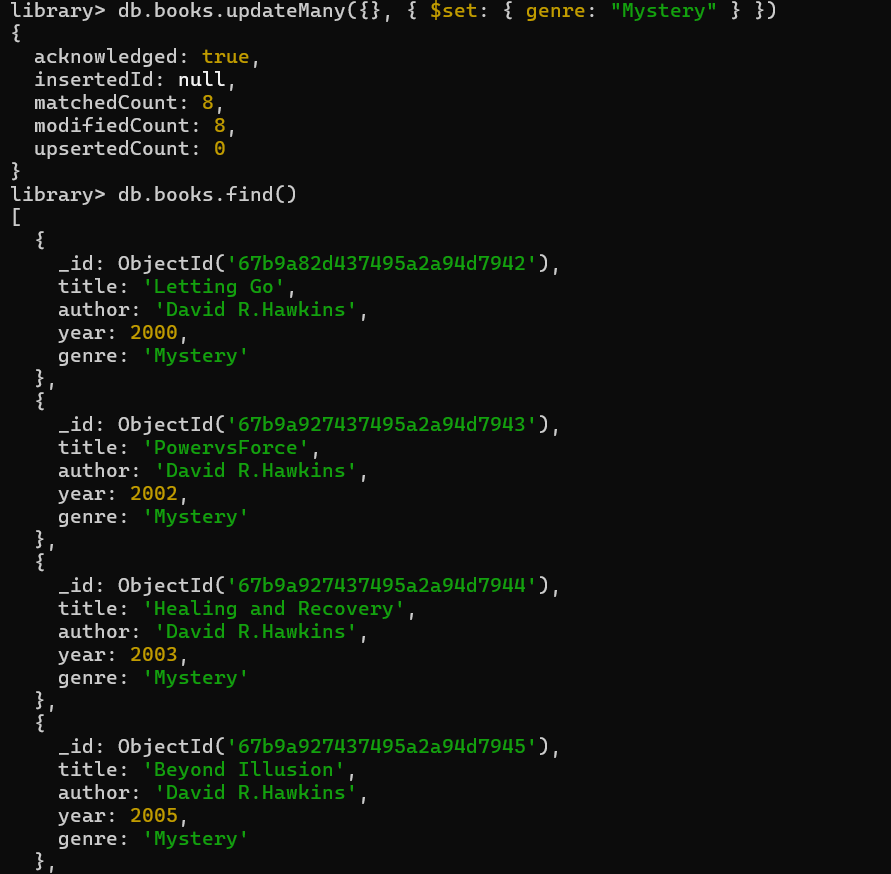 library> db.books.updateMany({}, { $set: { genre: "Mystery" } })
{
  acknowledged: true,
  insertedId: null,
  matchedCount: 8,
  modifiedCount: 8,
  upsertedCount: 0
}
library> db.books.find()
[
  {
    _id: ObjectId('67b9a82d437495a2a94d7942'),
    title: 'Letting Go',
    author: 'David R.Hawkins',
    year: 2000,
    genre: 'Mystery'
  },
  {
    _id: ObjectId('67b9a927437495a2a94d7943'),
    title: 'PowervsForce',
    author: 'David R.Hawkins',
    year: 2002,
    genre: 'Mystery'
  },
  {
    _id: ObjectId('67b9a927437495a2a94d7944'),
    title: 'Healing and Recovery',
    author: 'David R.Hawkins',
    year: 2003,
    genre: 'Mystery'
  },
  {
    _id: ObjectId('67b9a927437495a2a94d7945'),
    title: 'Beyond Illusion',
    author: 'David R.Hawkins',
    year: 2005,
    genre: 'Mystery'
  },